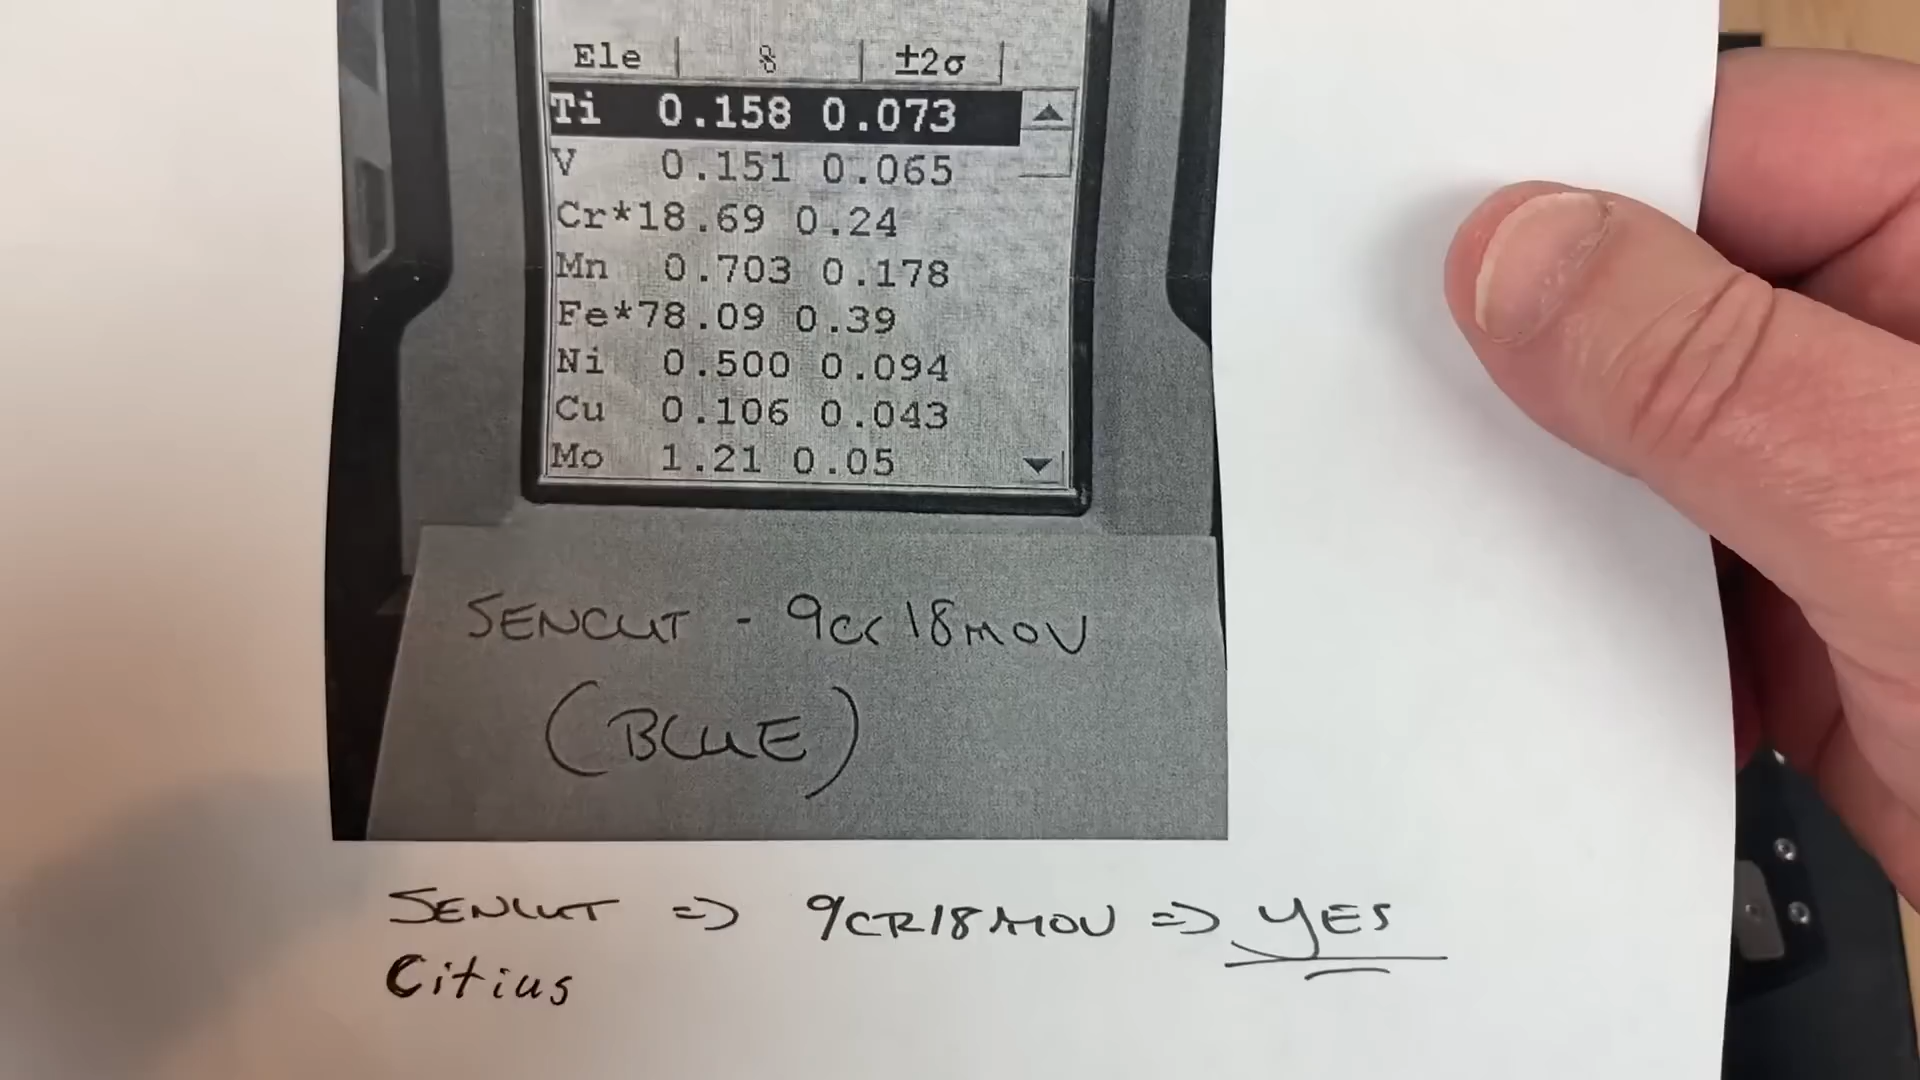 Ele % ±2σ
Ti 0.158 0.073
V 0.151 0.065
Cr*18.69 0.24
Mn 0.703 0.178
Fe*78.09 0.39
Ni 0.500 0.094
Cu 0.106 0.043
Mo 1.21 0.05
SENCUT - 9Cr18MOV
(BLUE)
SENCUT => 9CR18MOV => YES
Citius